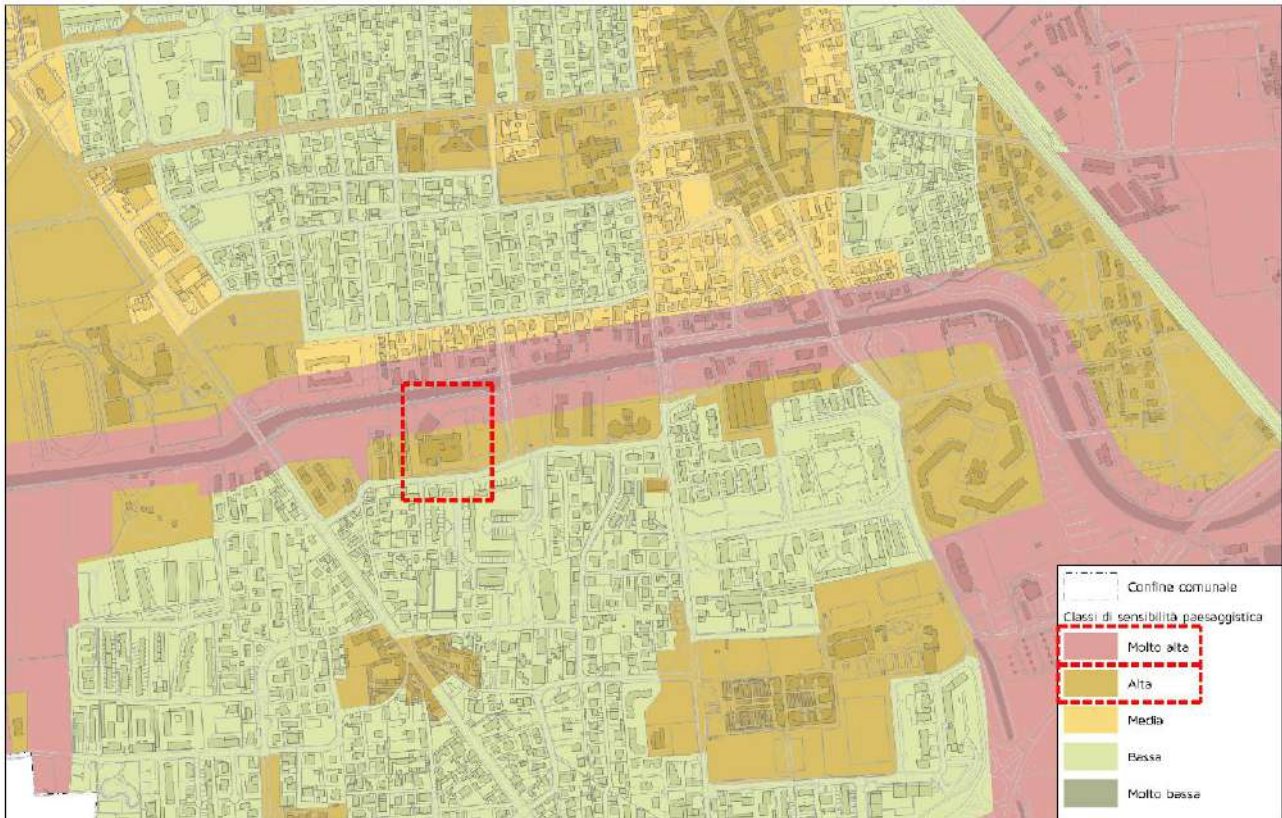 Confine comunale
Classi di sensibilità paesaggistica
Molto alta
Alta
Media
Bassa
Molto bassa